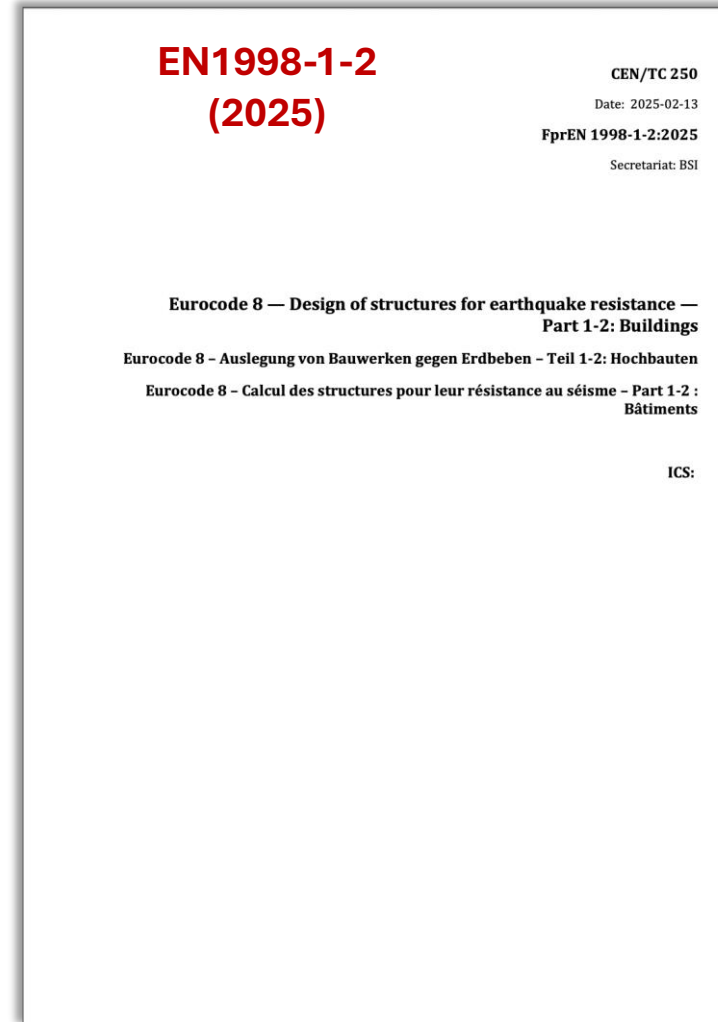 EN1998-1-2
(2025)
CEN/TC 250
Date: 2025-02-13
FprEN 1998-1-2:2025
Secretariat: BSI
Eurocode 8 — Design of structures for earthquake resistance —
Part 1-2: Buildings
Eurocode 8 – Auslegung von Bauwerken gegen Erdbeben – Teil 1-2: Hochbauten
Eurocode 8 – Calcul des structures pour leur résistance au séisme – Part 1-2 :
Bâtiments
ICS: